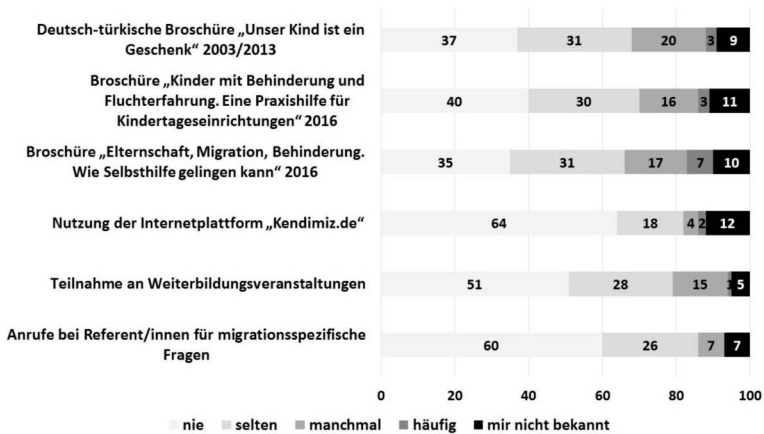 Deutsch-türkische Broschüre „Unser Kind ist ein
Geschenk“ 2003/2013
37 31 20 3 9
Broschüre „Kinder mit Behinderung und
Fluchterfahrung. Eine Praxishilfe für
Kindertageseinrichtungen“ 2016
40 30 16 3 11
Broschüre „Elternschaft, Migration, Behinderung.
Wie Selbsthilfe gelingen kann“ 2016
35 31 17 7 10
Nutzung der Internetplattform „Kendimiz.de“
64 18 4 2 12
Teilnahme an Weiterbildungsveranstaltungen
51 28 15 1 5
Anrufe bei Referent/innen für migrationsspezifische
Fragen
60 26 7 7
0 20 40 60 80 100
nie selten manchmal häufig mir nicht bekannt